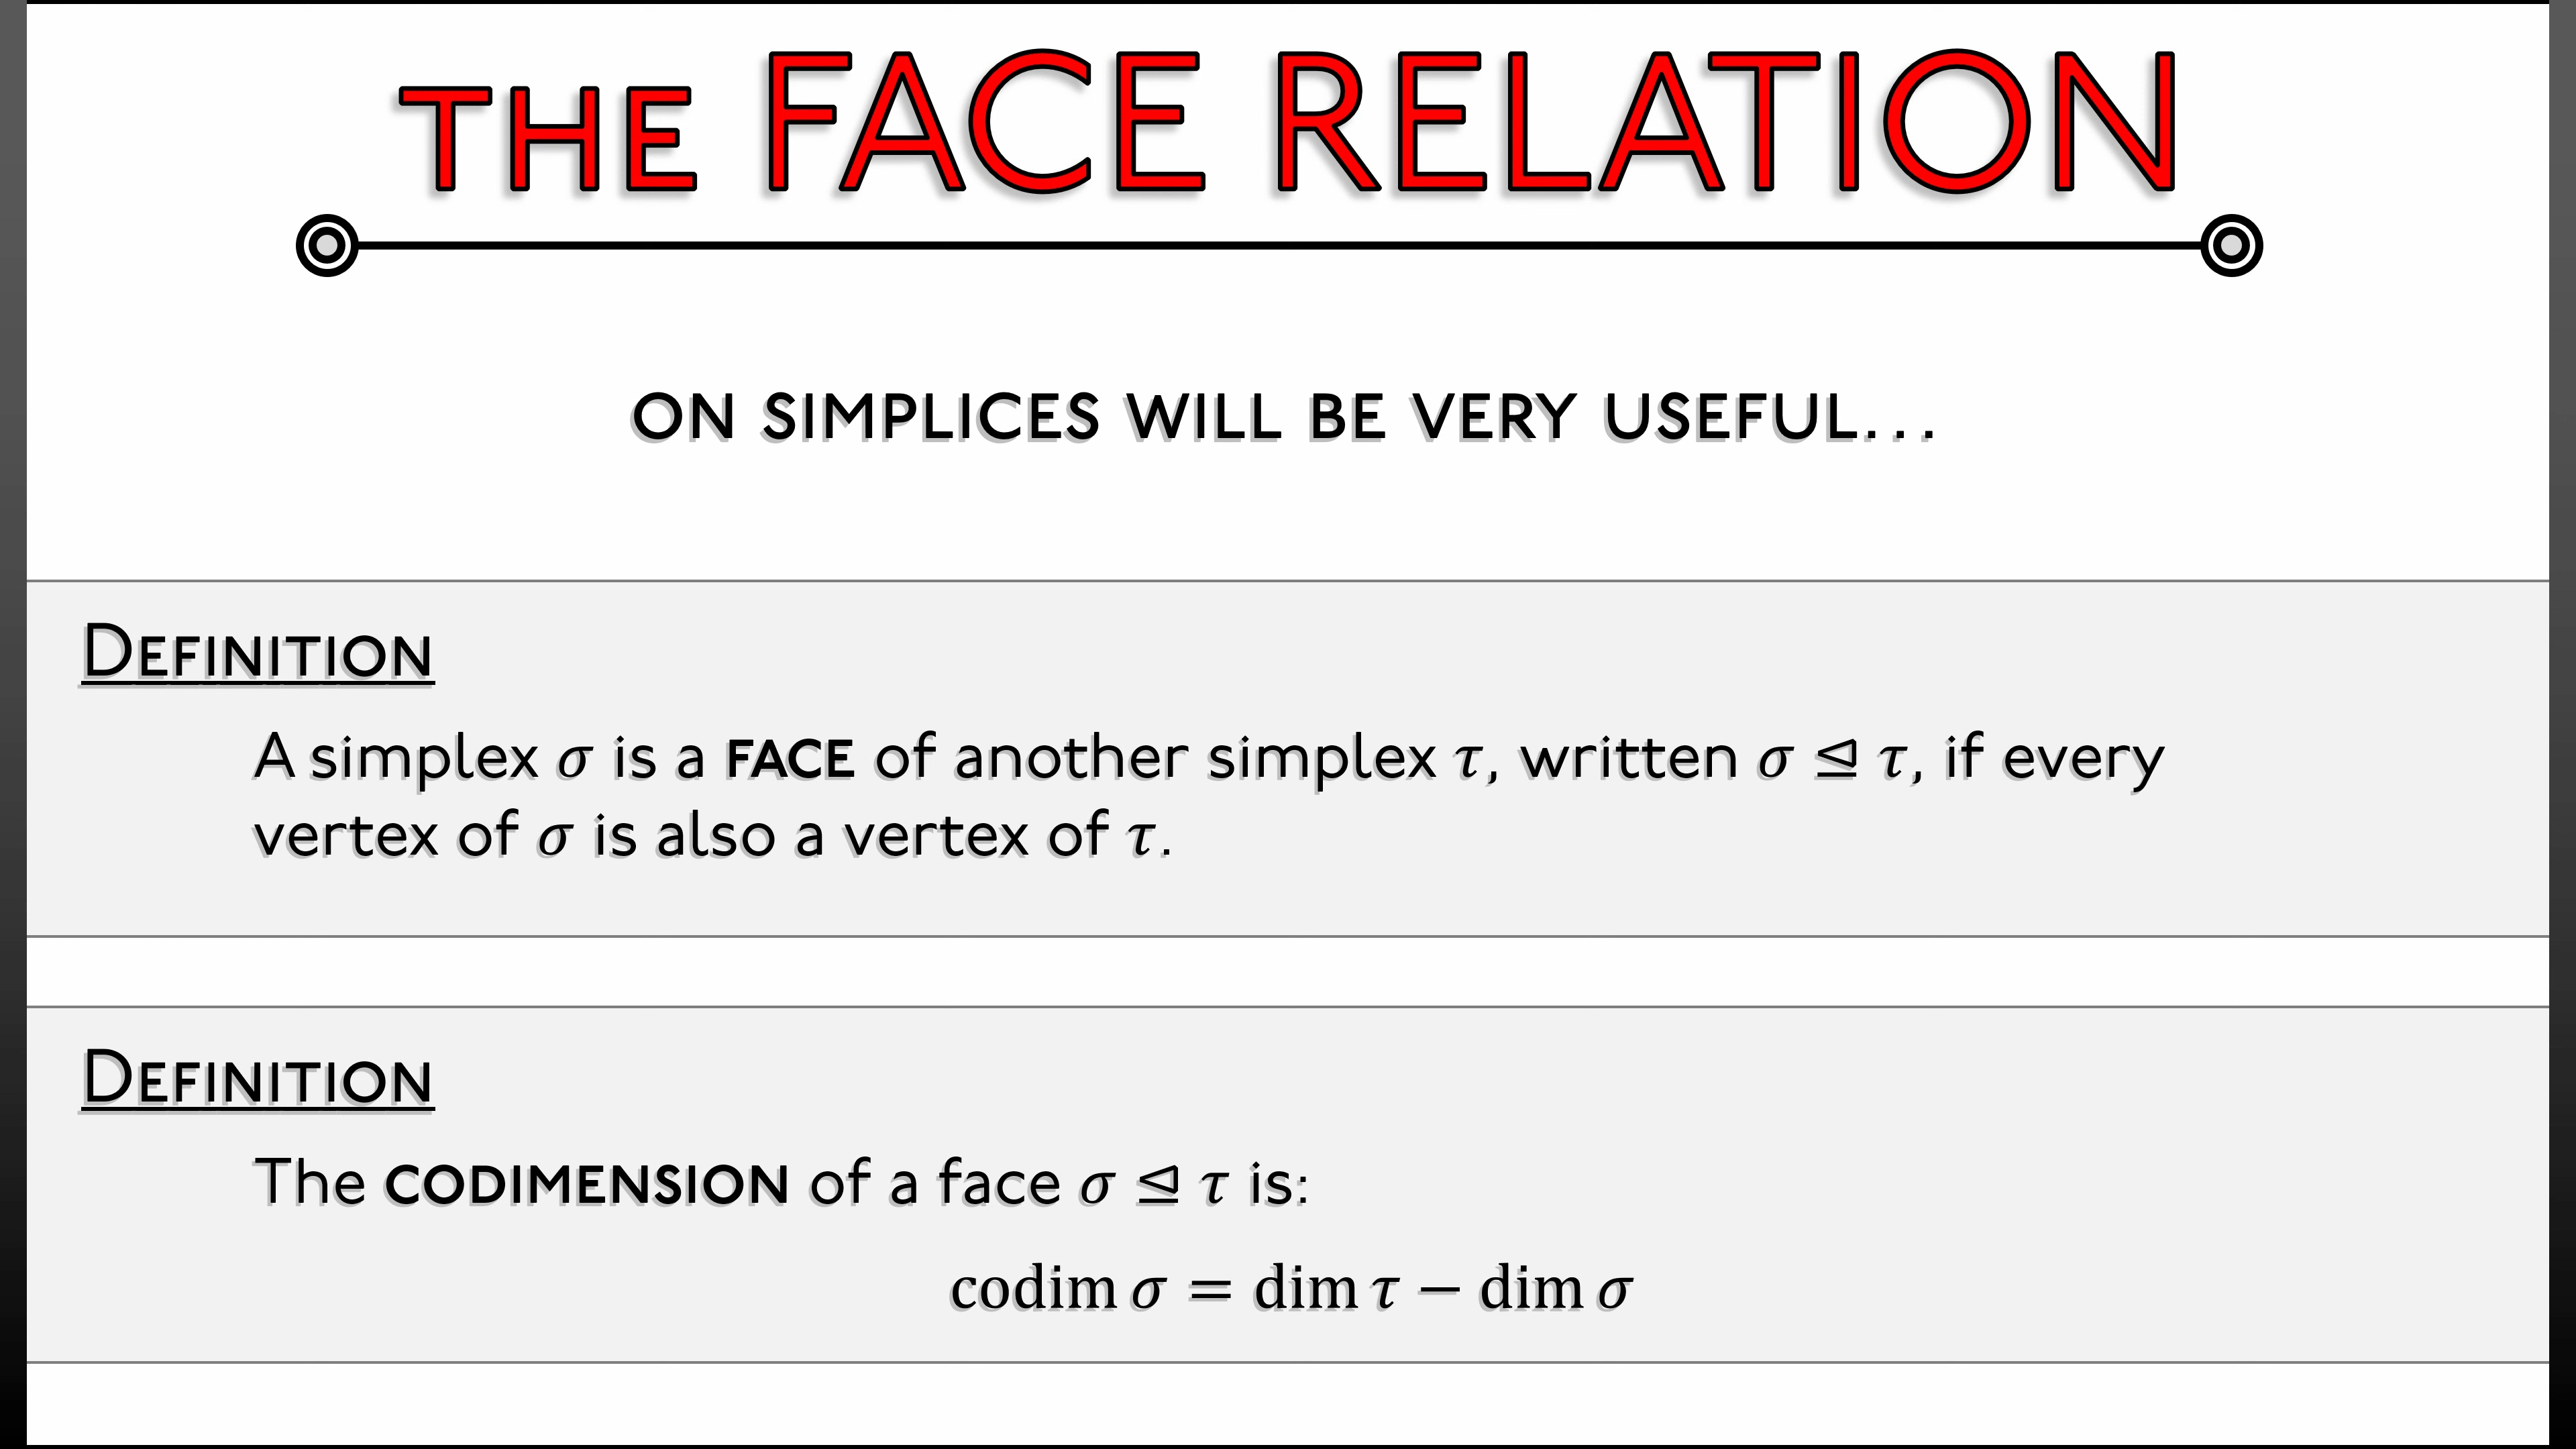 THE FACE RELATION
ON SIMPLICES WILL BE VERY USEFUL...
DEFINITION
A simplex 𝜎 is a FACE of another simplex 𝜏, written 𝜎 ⊴ 𝜏, if every
vertex of 𝜎 is also a vertex of 𝜏.
DEFINITION
The CODIMENSION of a face 𝜎 ⊴ 𝜏 is:
codim 𝜎 = dim 𝜏 − dim 𝜎